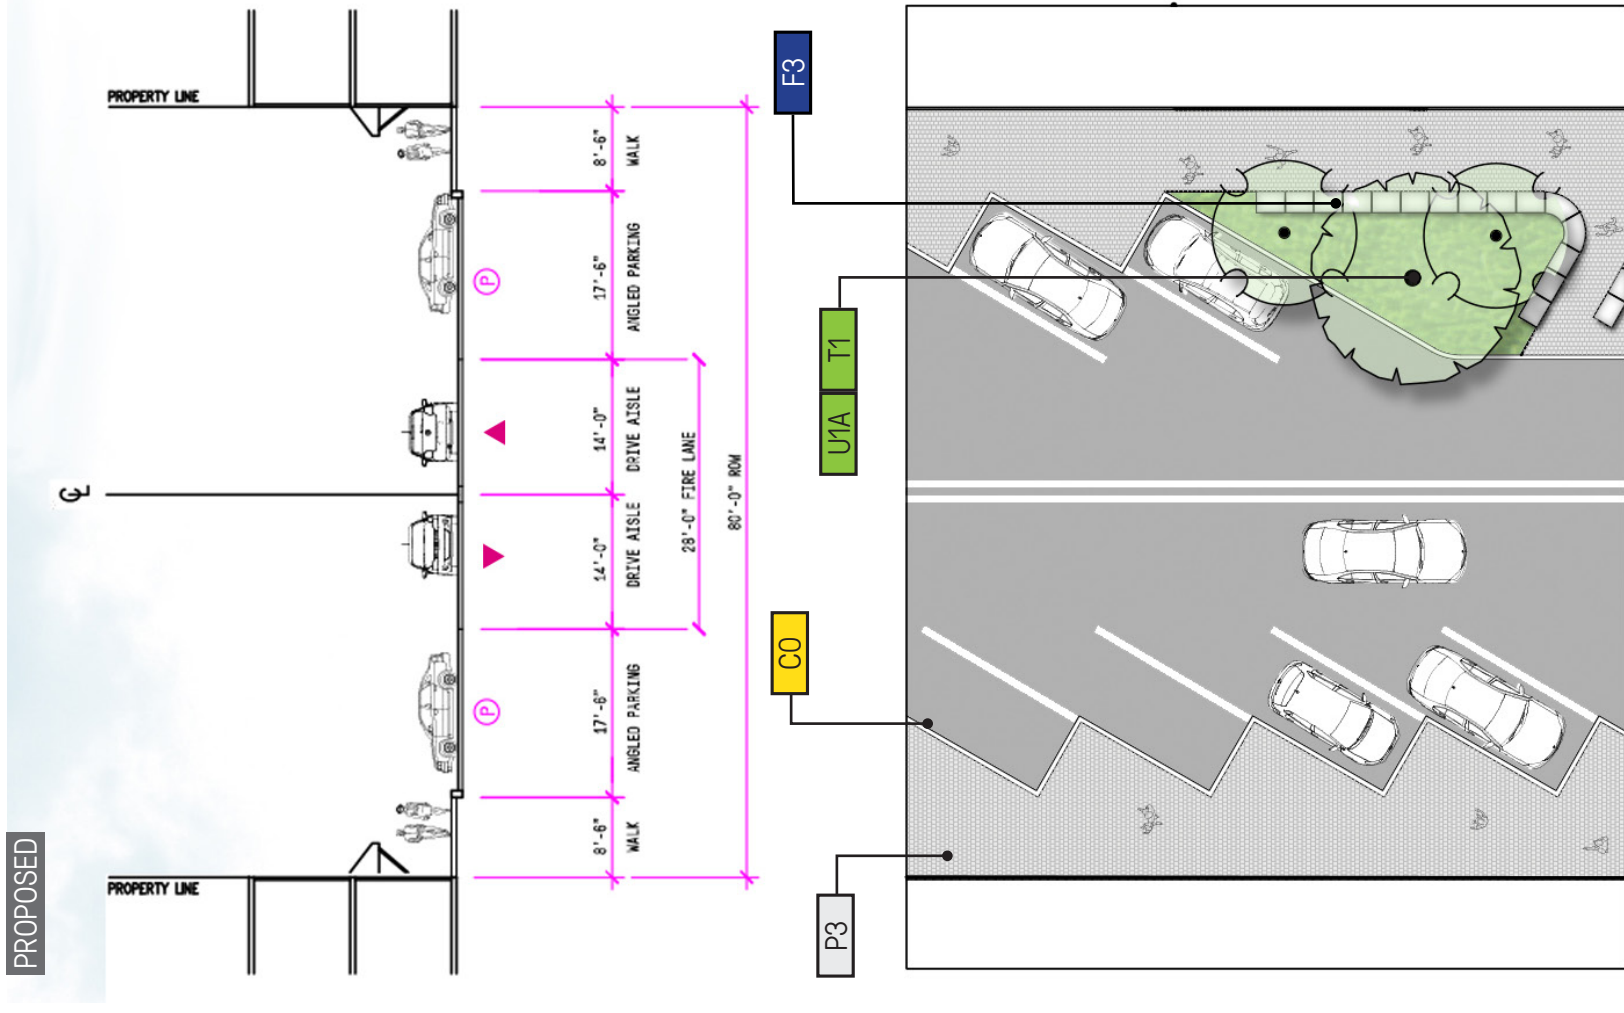 PROPERTY LINE
8'-6"
WALK
17'-6"
ANGLED PARKING
P
14'-0"
DRIVE AISLE
28'-0" FIRE LANE
80'-0" ROW
CL
14'-0"
DRIVE AISLE
17'-6"
ANGLED PARKING
P
8'-6"
WALK
PROPERTY LINE
PROPOSED
F3
T1
U1A
C0
P3